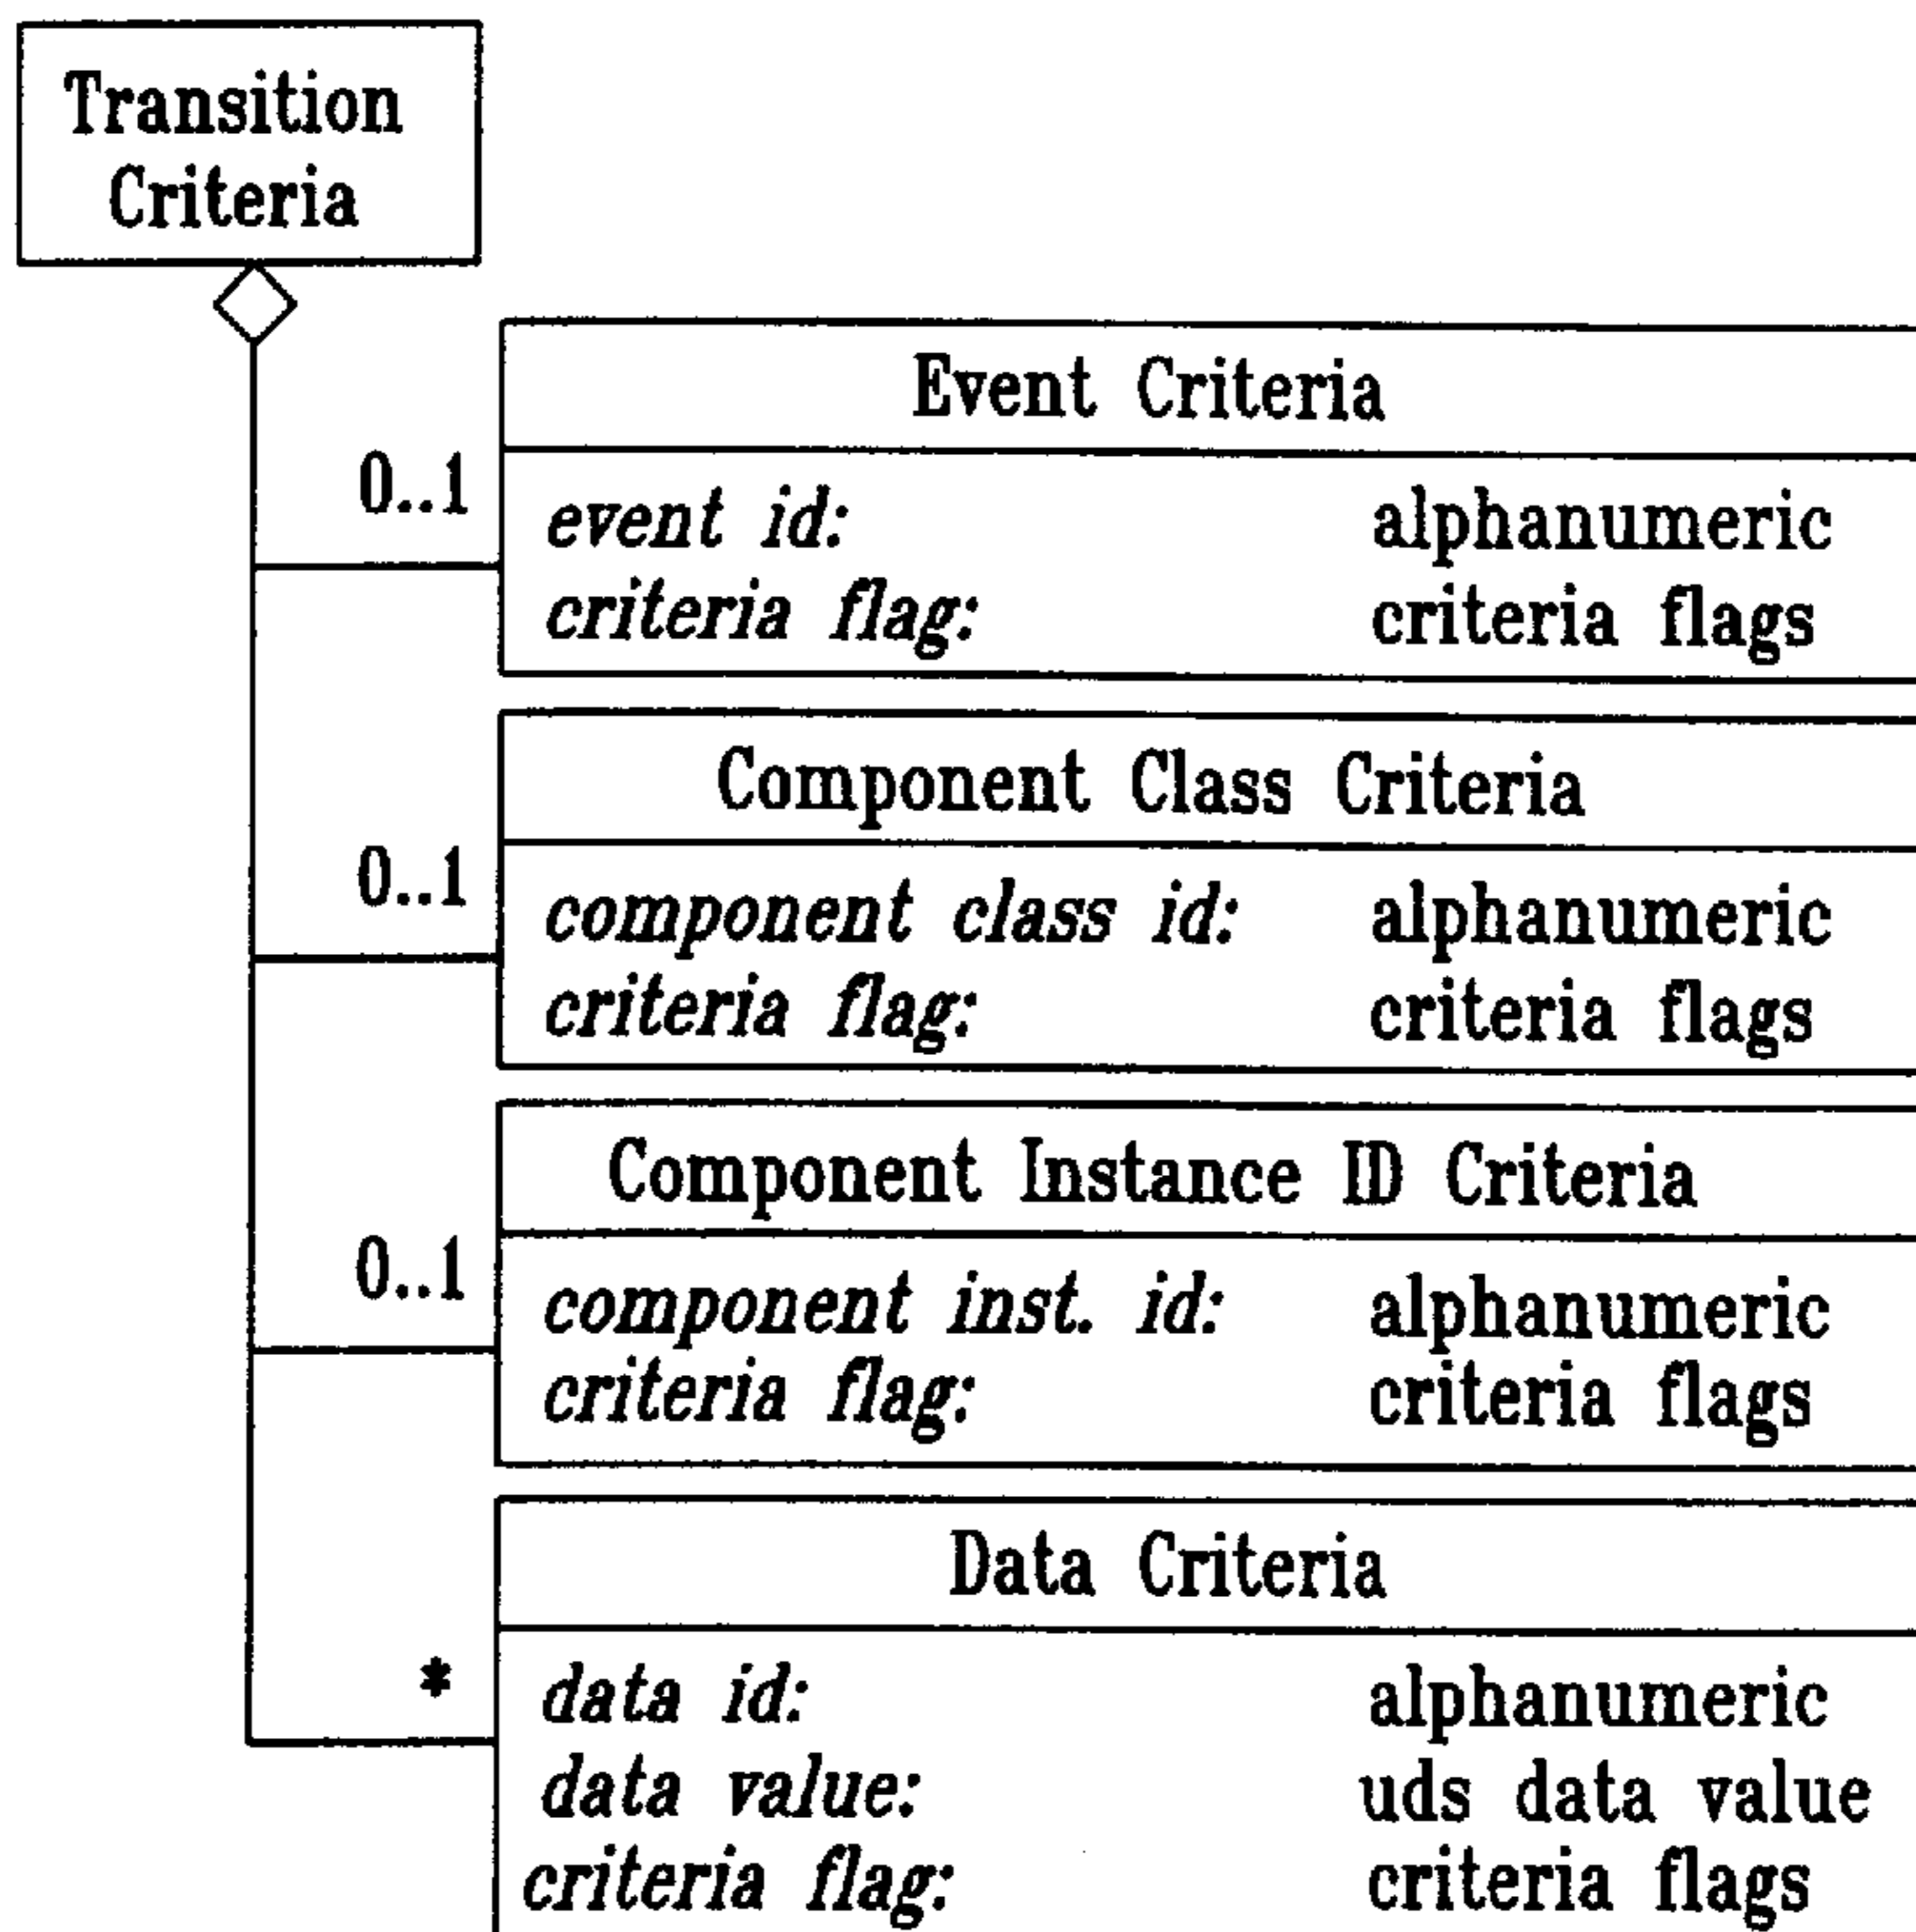 Transition
Criteria
Event Criteria
0..1
event id: alphanumeric
criteria flag: criteria flags
Component Class Criteria
0..1
component class id: alphanumeric
criteria flag: criteria flags
Component Instance ID Criteria
0..1
component inst. id: alphanumeric
criteria flag: criteria flags
Data Criteria
*
data id: alphanumeric
data value: uds data value
criteria flag: criteria flags